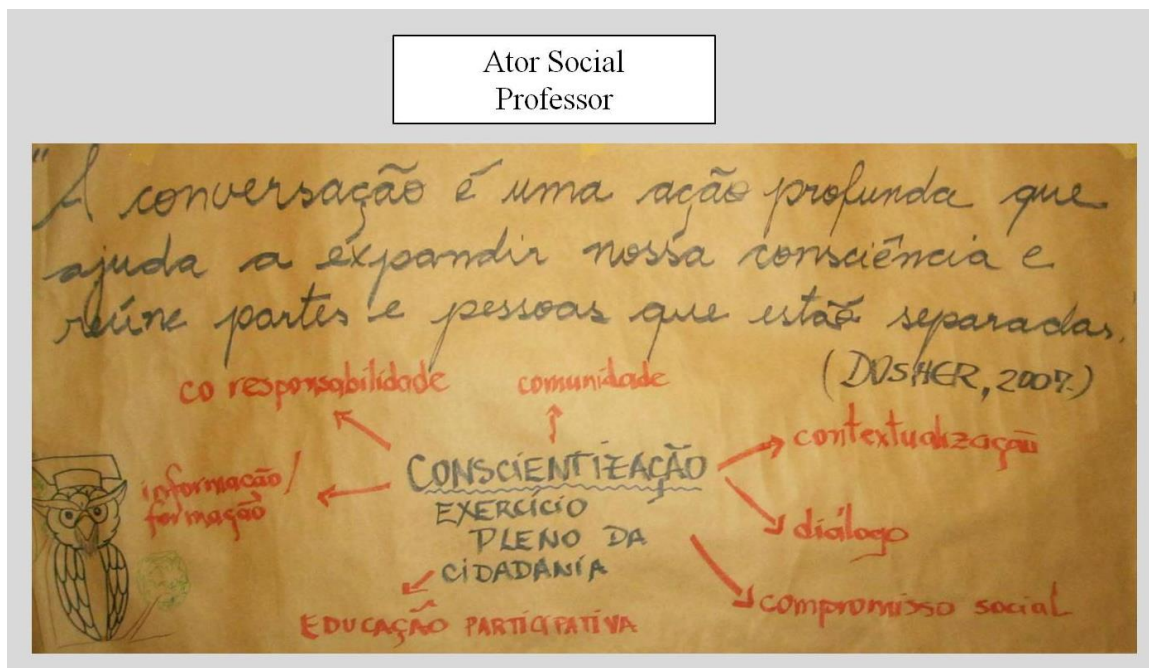 Ator Social
Professor
"A conversação é uma ação profunda que
ajuda a expandir nossa consciência e
reúne partes e pessoas que estão separadas.
(DOSHER, 2007.)
co responsabilidade
comunidade
contextualização
informação/
formação
CONSCIENTIZAÇÃO
EXERCÍCIO
PLENO DA
CIDADANIA
diálogo
compromisso social
EDUCAÇÃO PARTICIPATIVA